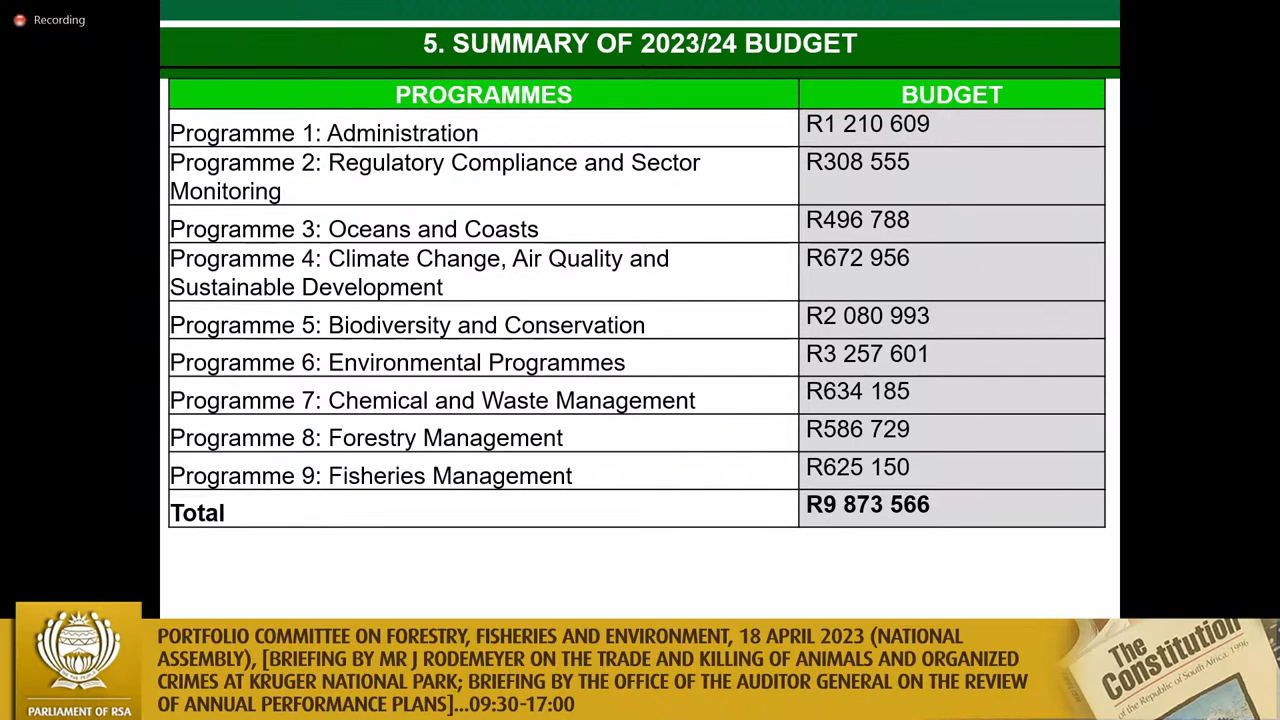 Recording
5. SUMMARY OF 2023/24 BUDGET
PROGRAMMES BUDGET
Programme 1: Administration R1 210 609
Programme 2: Regulatory Compliance and Sector
Monitoring R308 555
Programme 3: Oceans and Coasts R496 788
Programme 4: Climate Change, Air Quality and
Sustainable Development R672 956
Programme 5: Biodiversity and Conservation R2 080 993
Programme 6: Environmental Programmes R3 257 601
Programme 7: Chemical and Waste Management R634 185
Programme 8: Forestry Management R586 729
Programme 9: Fisheries Management R625 150
Total R9 873 566
PARLIAMENT OF RSA
PORTFOLIO COMMITTEE ON FORESTRY, FISHERIES AND ENVIRONMENT, 18 APRIL 2023 (NATIONAL
ASSEMBLY), [BRIEFING BY MR J RODEMEYER ON THE TRADE AND KILLING OF ANIMALS AND ORGANIZED
CRIMES AT KRUGER NATIONAL PARK; BRIEFING BY THE OFFICE OF THE AUDITOR GENERAL ON THE REVIEW
OF ANNUAL PERFORMANCE PLANS]...09:30-17:00
The
Constitution
of the Republic of South Africa, 1996